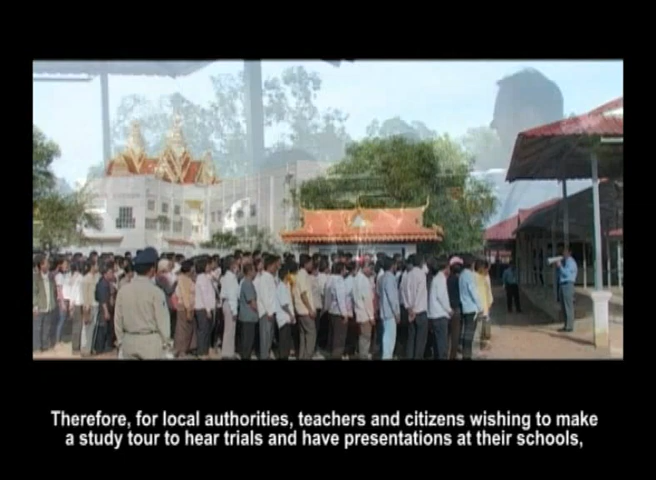 Therefore, for local authorities, teachers and citizens wishing to make
a study tour to hear trials and have presentations at their schools,